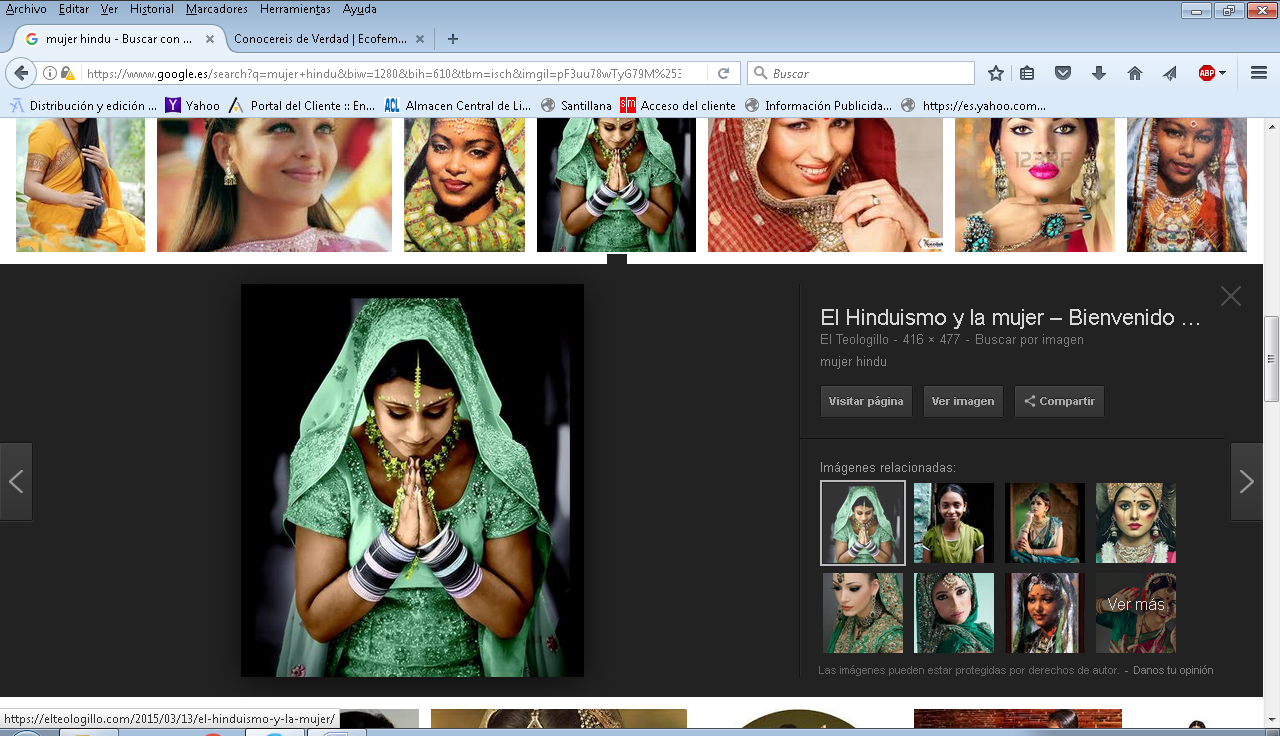 Archivo Editar Ver Historial Marcadores Herramientas Ayuda
mujer hindu - Buscar con ...
Conocereis de Verdad | Ecofem...
https://www.google.es/search?q=mujer+hindu&biw=1280&bih=610&tbm=isch&imgil=pF3uu78wTyG79M%253
Buscar
ABP
Distribución y edición ...
Yahoo
Portal del Cliente :: En...
ACL Almacen Central de Li...
Santillana
sm Acceso del cliente
Información Publicida...
https://es.yahoo.com...
123RF
El Hinduismo y la mujer – Bienvenido ...
El Teologillo - 416 × 477 - Buscar por imagen
mujer hindu
Visitar página Ver imagen Compartir
Imágenes relacionadas:
Ver más
Las imágenes pueden estar protegidas por derechos de autor. - Danos tu opinión
https://elteologillo.com/2015/03/13/el-hinduismo-y-la-mujer/